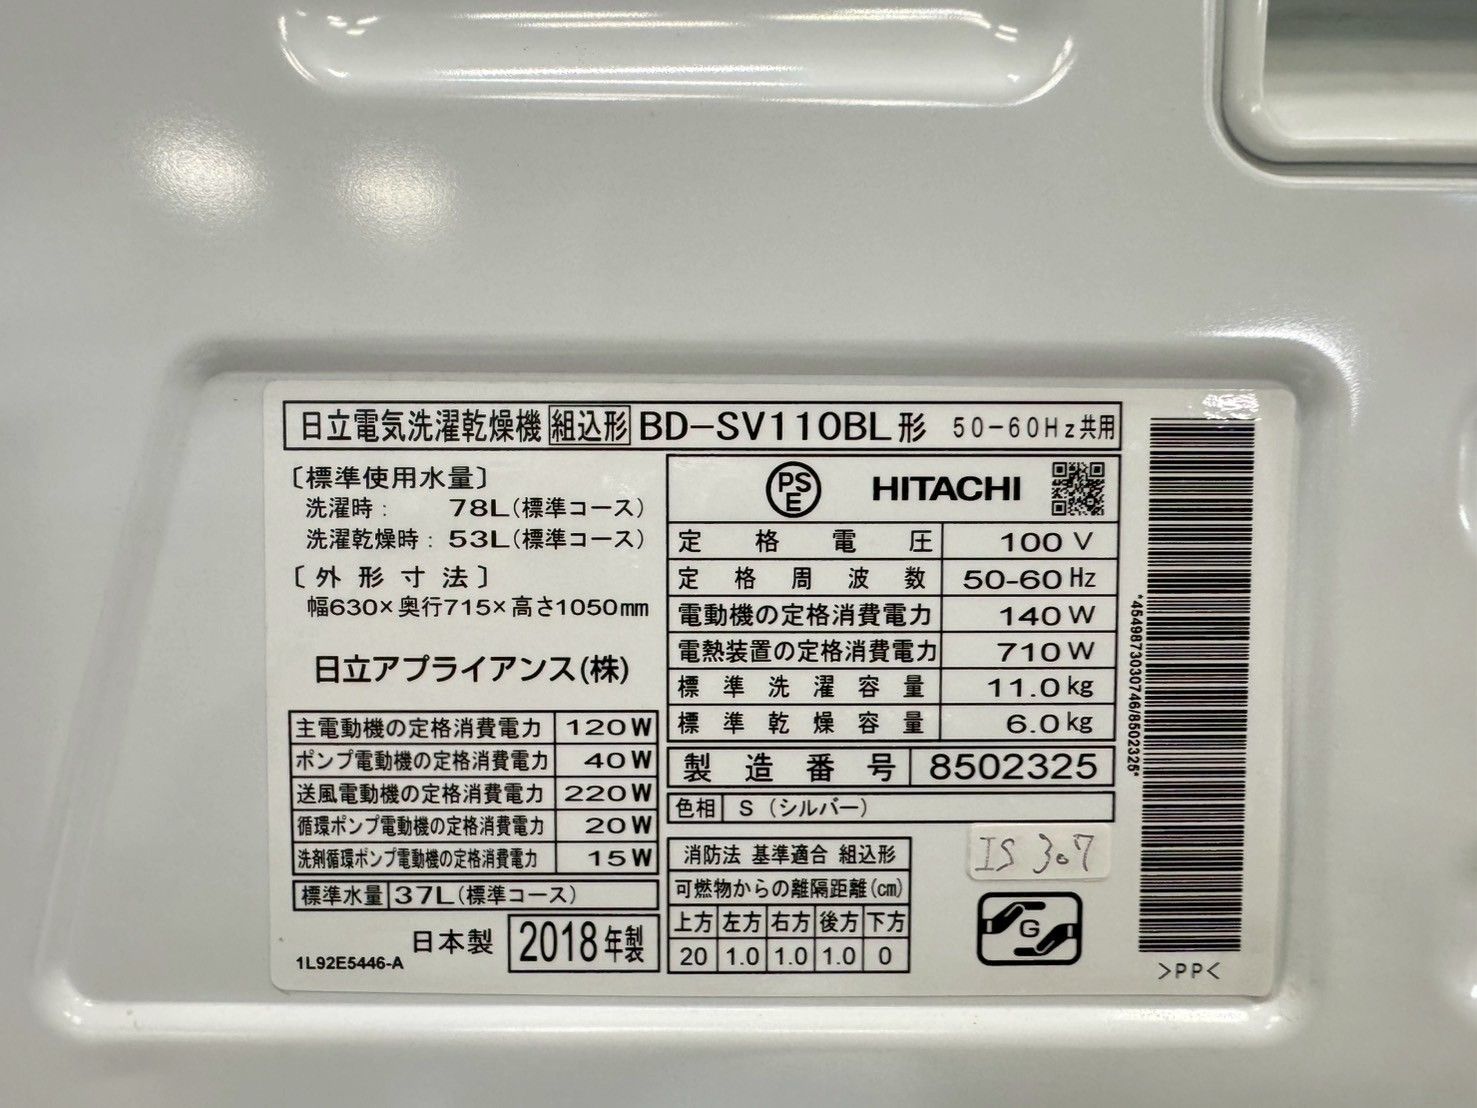 日立電気洗濯乾燥機 組込形 BD-SV110BL形 50-60Hz共用
〔標準使用水量〕
洗濯時: 78L(標準コース)
洗濯乾燥時: 53L(標準コース)
〔外形寸法〕
幅630×奥行715×高さ1050mm
日立アプライアンス(株)
主電動機の定格消費電力 120W
ポンプ電動機の定格消費電力 40W
送風電動機の定格消費電力 220W
循環ポンプ電動機の定格消費電力 20W
洗剤循環ポンプ電動機の定格消費電力 15W
標準水量 37L(標準コース)
日本製 2018年製
1L92E5446-A
PSE HITACHI
定格電圧 100V
定格周波数 50-60Hz
電動機の定格消費電力 140W
電熱装置の定格消費電力 710W
標準洗濯容量 11.0kg
標準乾燥容量 6.0kg
製造番号 8502325
色相 S (シルバー)
消防法 基準適合 組込形
可燃物からの離隔距離(cm)
上方 左方 右方 後方 下方
20 1.0 1.0 1.0 0
IS 307
G
*4549873030746/8502325*
>PP<